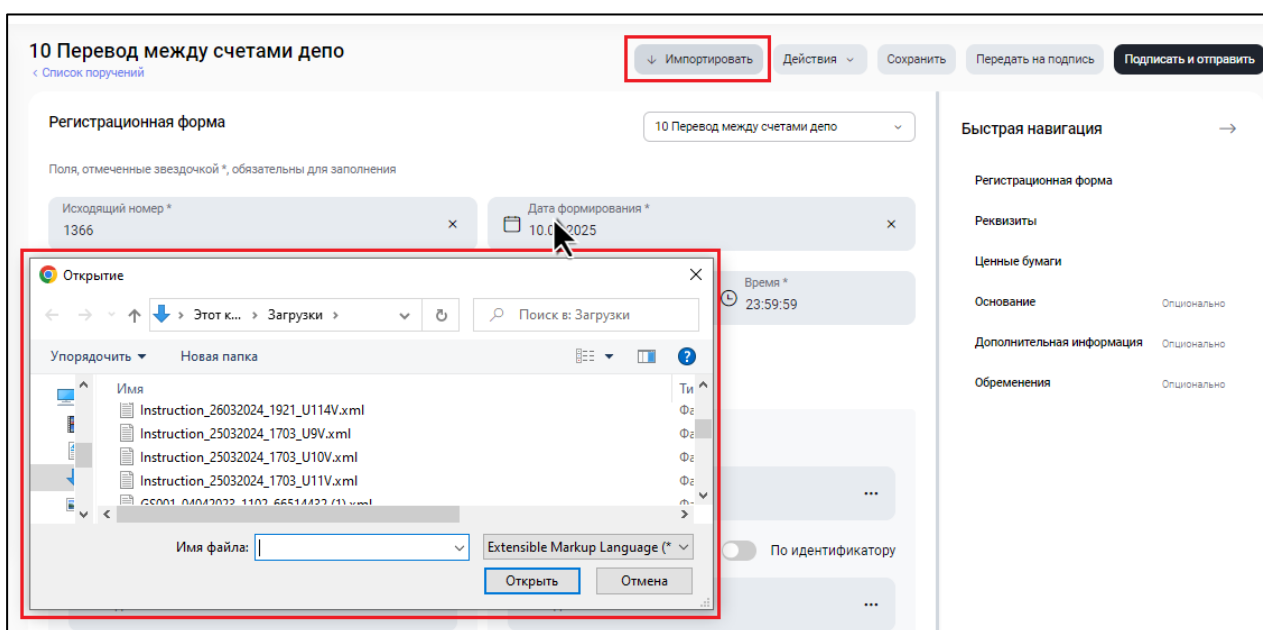 10 Перевод между счетами депо
< Список поручений
Импортировать
Действия
Сохранить
Передать на подпись
Подписать и отправить
Регистрационная форма
10 Перевод между счетами депо
Поля, отмеченные звездочкой *, обязательны для заполнения
Исходящий номер *
1366
Дата формирования *
2025
Время *
23:59:59
По идентификатору
Быстрая навигация
Регистрационная форма
Реквизиты
Ценные бумаги
Основание Опционально
Дополнительная информация Опционально
Обременения Опционально
Открытие
Этот к... > Загрузки >
Поиск в: Загрузки
Упорядочить Новая папка
Имя
Instruction_26032024_1921_U114V.xml
Instruction_25032024_1703_U9V.xml
Instruction_25032024_1703_U10V.xml
Instruction_25032024_1703_U11V.xml
GS001_04042023_1102_66514432 (1).xml
Имя файла:
Extensible Markup Language (*
Открыть Отмена